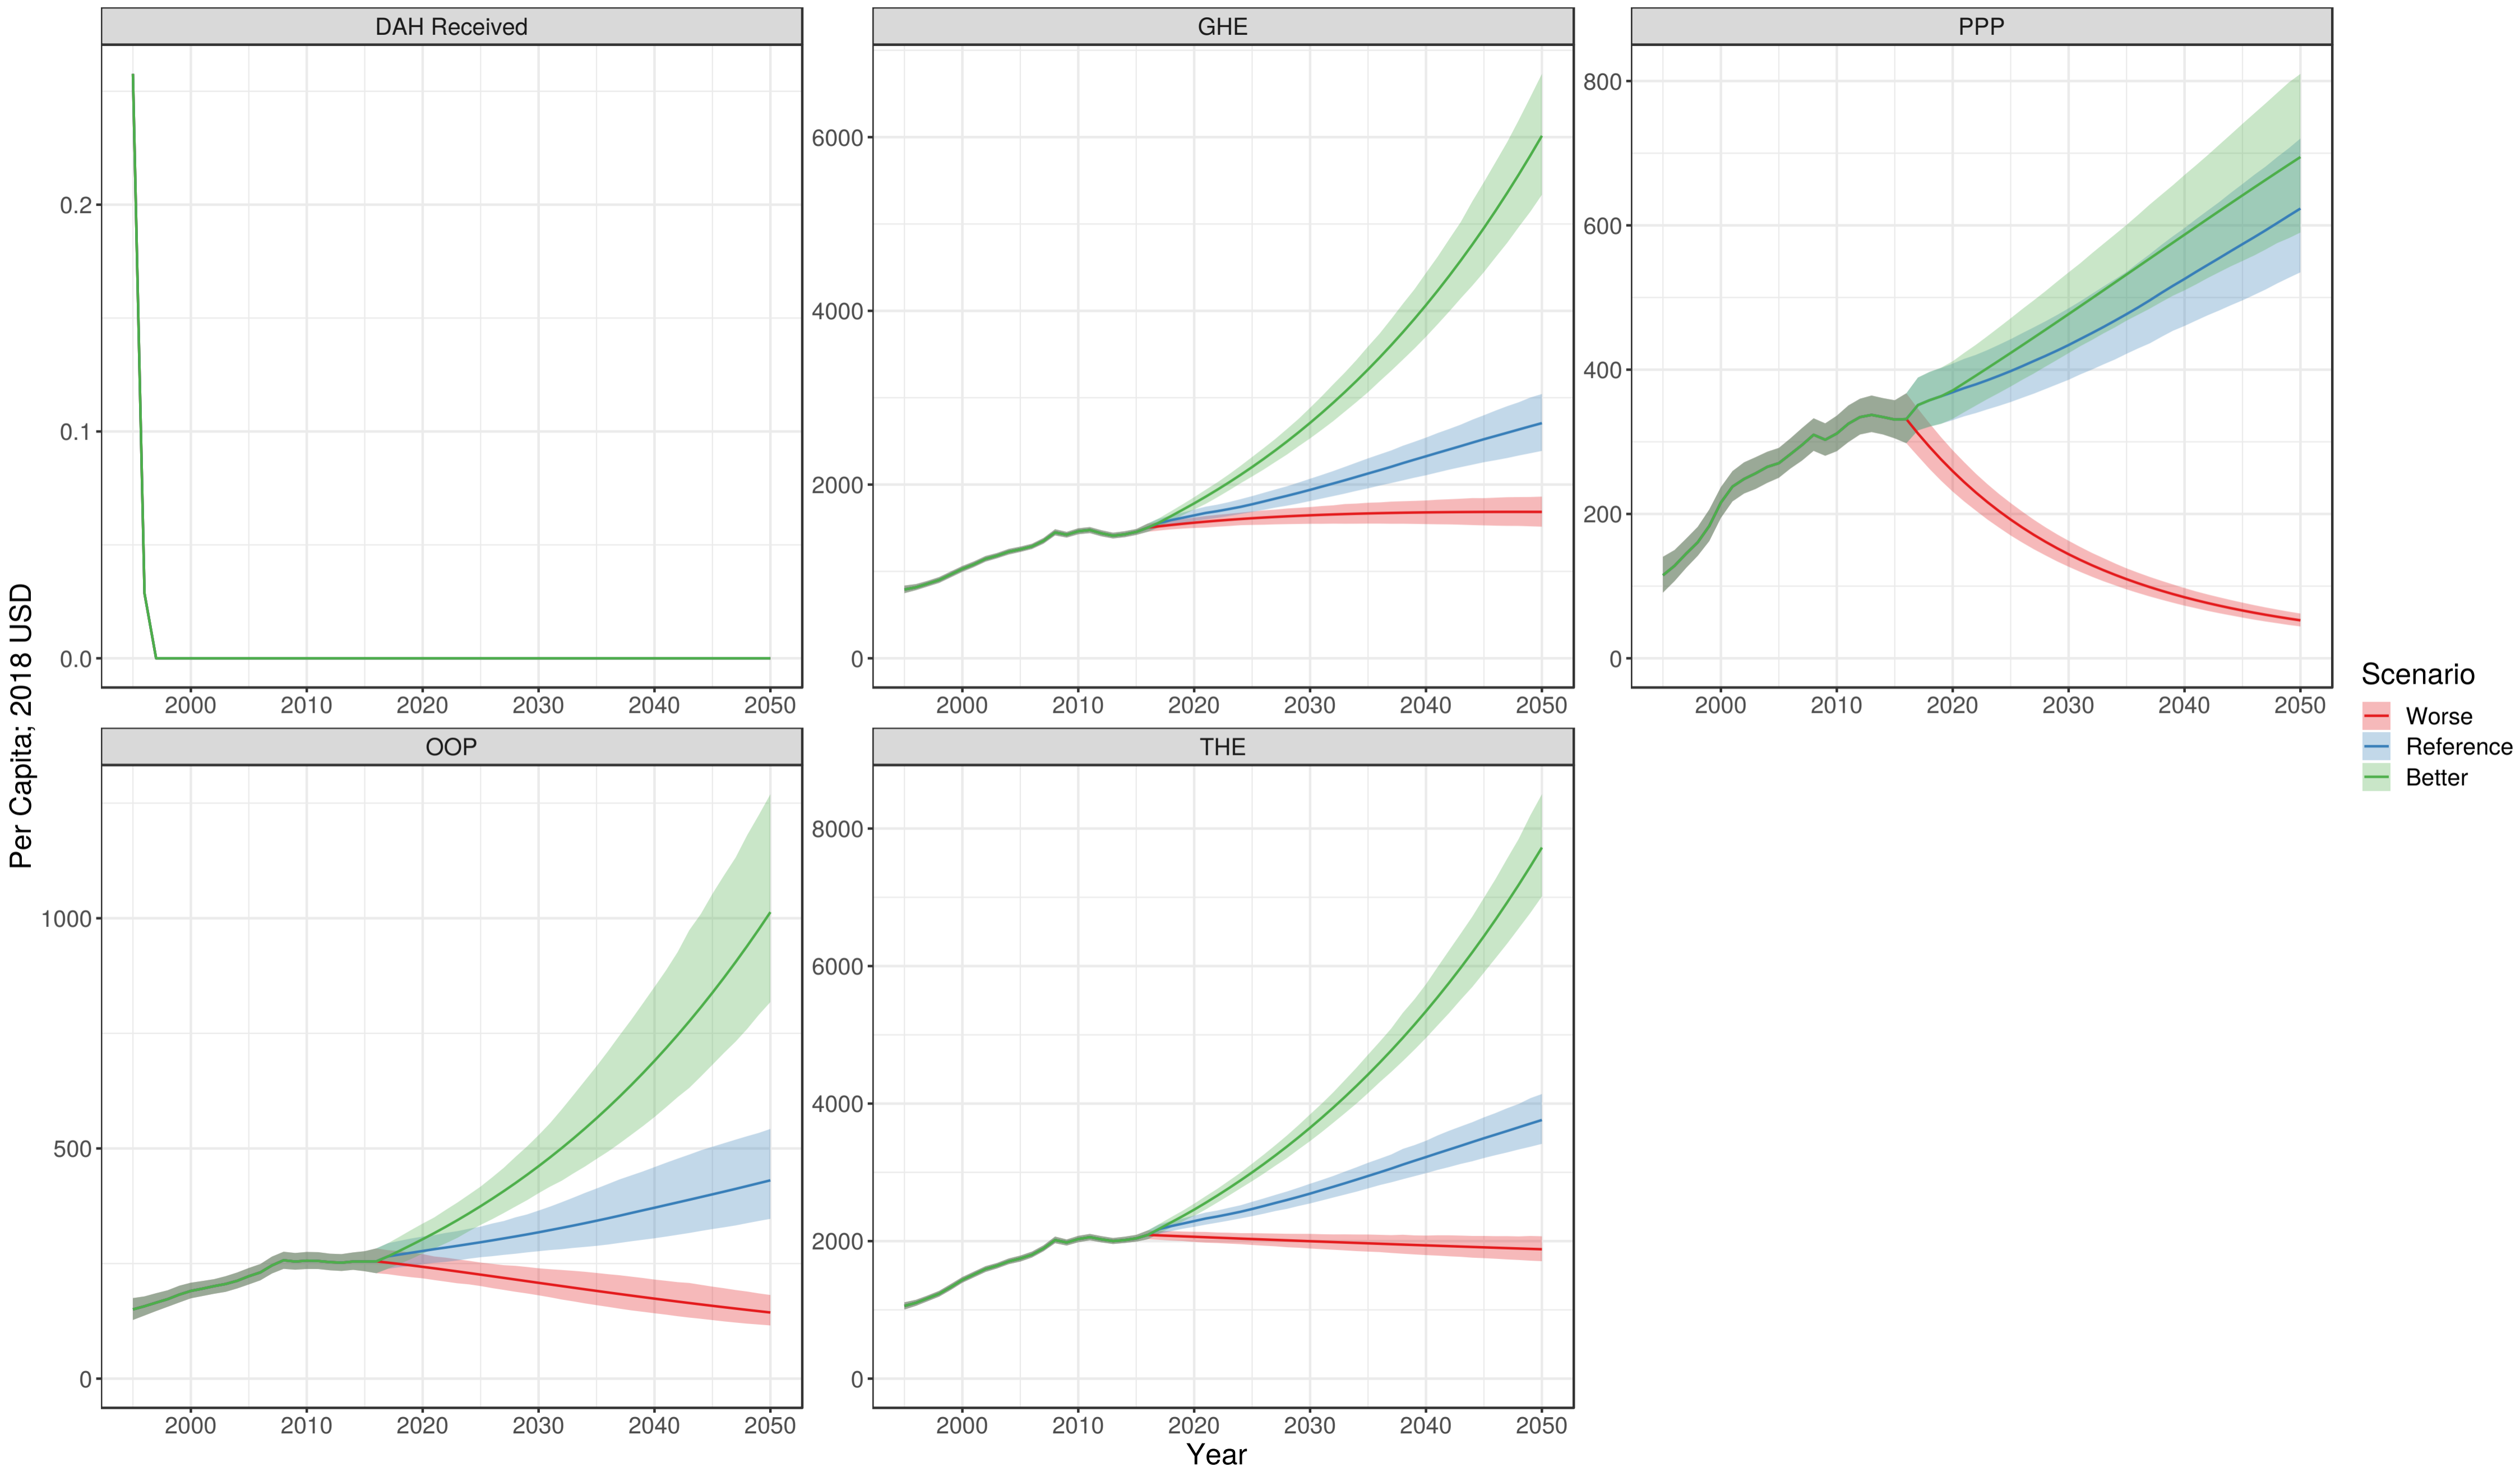 DAH Received
GHE
PPP
0.2
0.1
0.0
6000
4000
2000
0
800
600
400
200
0
2000 2010 2020 2030 2040 2050
2000 2010 2020 2030 2040 2050
2000 2010 2020 2030 2040 2050
Per Capita; 2018 USD
OOP
THE
1000
500
0
8000
6000
4000
2000
0
2000 2010 2020 2030 2040 2050
2000 2010 2020 2030 2040 2050
Year
Scenario
Worse
Reference
Better